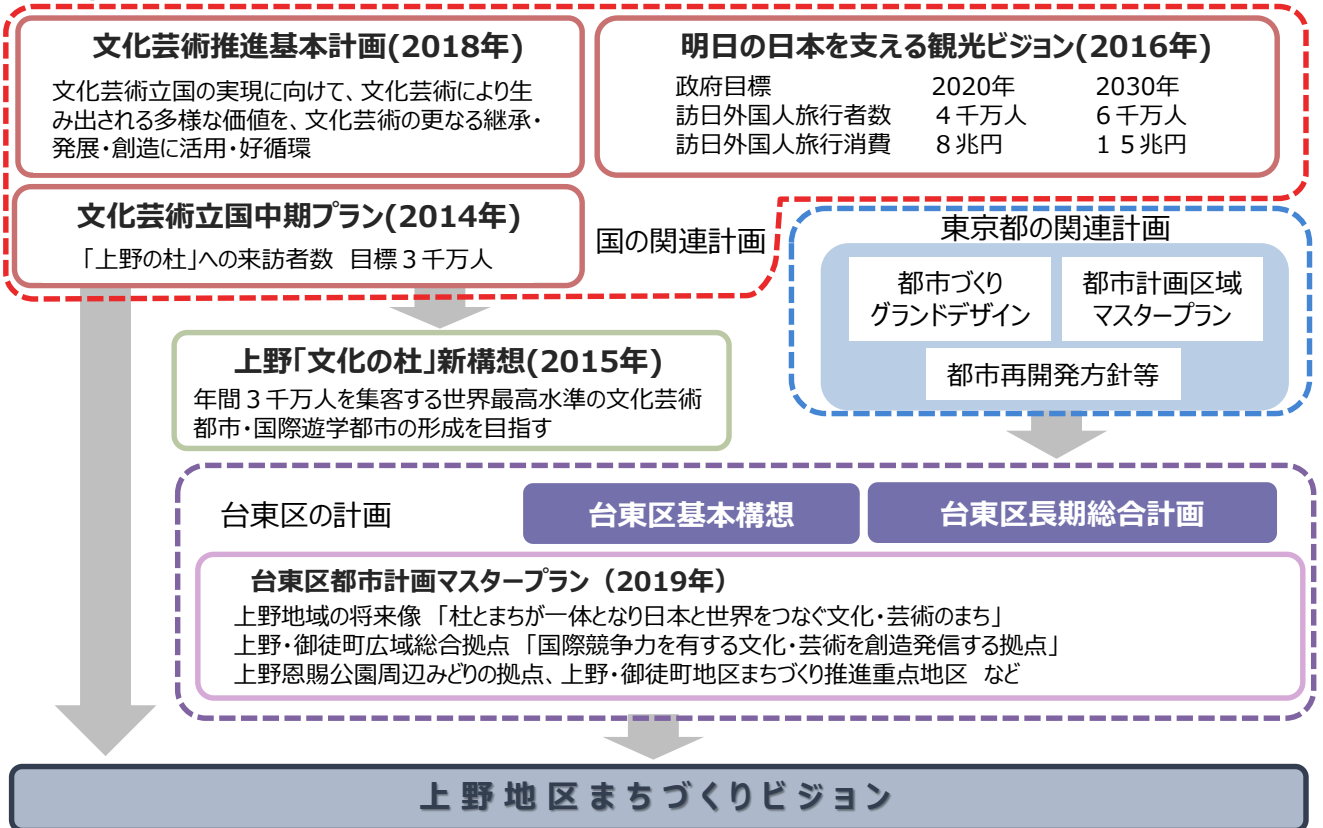 文化芸術推進基本計画(2018年)
文化芸術立国の実現に向けて、文化芸術により生
み出される多様な価値を、文化芸術の更なる継承・
発展・創造に活用・好循環
明日の日本を支える観光ビジョン(2016年)
政府目標 2020年 2030年
訪日外国人旅行者数 4千万人 6千万人
訪日外国人旅行消費 8兆円 15兆円
文化芸術立国中期プラン(2014年)
「上野の杜」への来訪者数 目標3千万人
国の関連計画
東京都の関連計画
都市づくり
グランドデザイン
都市計画区域
マスタープラン
都市再開発方針等
上野「文化の杜」新構想(2015年)
年間3千万人を集客する世界最高水準の文化芸術
都市・国際遊学都市の形成を目指す
台東区の計画
台東区基本構想
台東区長期総合計画
台東区都市計画マスタープラン（2019年）
上野地域の将来像 「杜とまちが一体となり日本と世界をつなぐ文化・芸術のまち」
上野・御徒町広域総合拠点 「国際競争力を有する文化・芸術を創造発信する拠点」
上野恩賜公園周辺みどりの拠点、上野・御徒町地区まちづくり推進重点地区 など
上野地区まちづくりビジョン